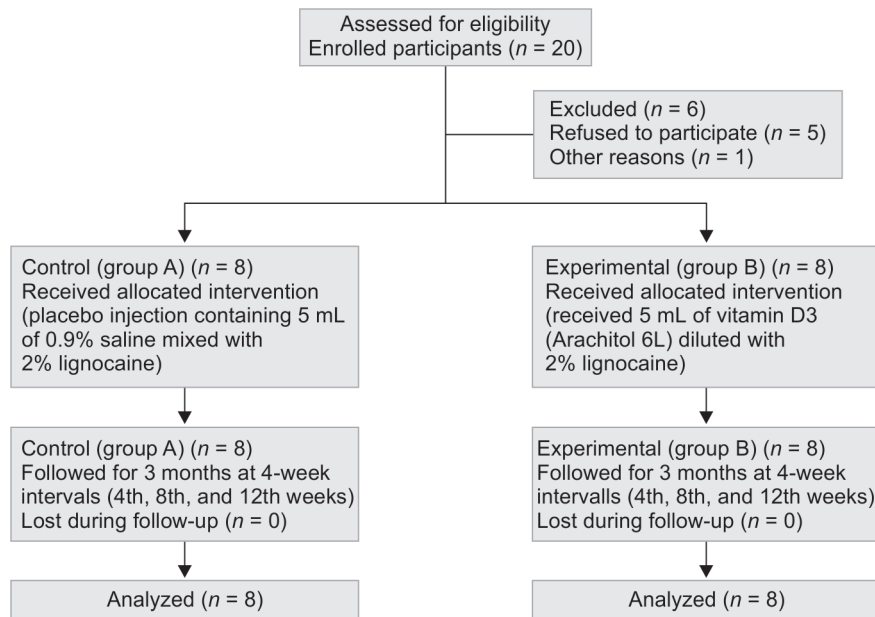 Assessed for eligibility
Enrolled participants (n = 20)
Excluded (n = 6)
Refused to participate (n = 5)
Other reasons (n = 1)
Control (group A) (n = 8)
Received allocated intervention
(placebo injection containing 5 mL
of 0.9% saline mixed with
2% lignocaine)
Experimental (group B) (n = 8)
Received allocated intervention
(received 5 mL of vitamin D3
(Arachitol 6L) diluted with
2% lignocaine)
Control (group A) (n = 8)
Followed for 3 months at 4-week
intervals (4th, 8th, and 12th weeks)
Lost during follow-up (n = 0)
Experimental (group B) (n = 8)
Followed for 3 months at 4-week
intervalls (4th, 8th, and 12th weeks)
Lost during follow-up (n = 0)
Analyzed (n = 8)
Analyzed (n = 8)